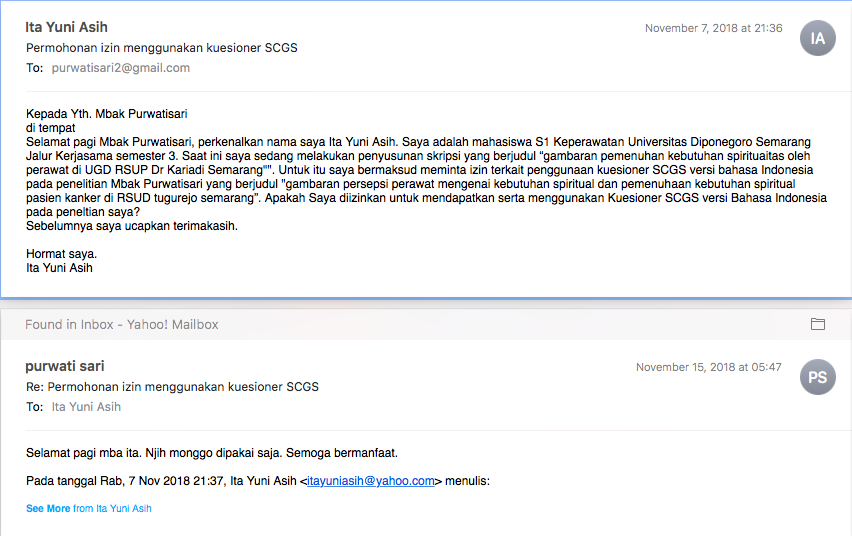 Ita Yuni Asih
November 7, 2018 at 21:36
IA
Permohonan izin menggunakan kuesioner SCGS
To: purwatisari2@gmail.com
Kepada Yth. Mbak Purwatisari
di tempat
Selamat pagi Mbak Purwatisari, perkenalkan nama saya Ita Yuni Asih. Saya adalah mahasiswa S1 Keperawatan Universitas Diponegoro Semarang
Jalur Kerjasama semester 3. Saat ini saya sedang melakukan penyusunan skripsi yang berjudul “gambaran pemenuhan kebutuhan spirituaitas oleh
perawat di UGD RSUP Dr Kariadi Semarang"". Untuk itu saya bermaksud meminta izin terkait penggunaan kuesioner SCGS versi bahasa Indonesia
pada penelitian Mbak Purwatisari yang berjudul "gambaran persepsi perawat mengenai kebutuhan spiritual dan pemenuhaan kebutuhan spiritual
pasien kanker di RSUD tugurejo semarang”. Apakah Saya diizinkan untuk mendapatkan serta menggunakan Kuesioner SCGS versi Bahasa Indonesia
pada peneltian saya?
Sebelumnya saya ucapkan terimakasih.
Hormat saya.
Ita Yuni Asih
Found in Inbox - Yahoo! Mailbox
purwati sari
November 15, 2018 at 05:47
PS
Re: Permohonan izin menggunakan kuesioner SCGS
To: Ita Yuni Asih
Selamat pagi mba ita. Njih monggo dipakai saja. Semoga bermanfaat.
Pada tanggal Rab, 7 Nov 2018 21:37, Ita Yuni Asih <itayuniasih@yahoo.com> menulis:
See More from Ita Yuni Asih